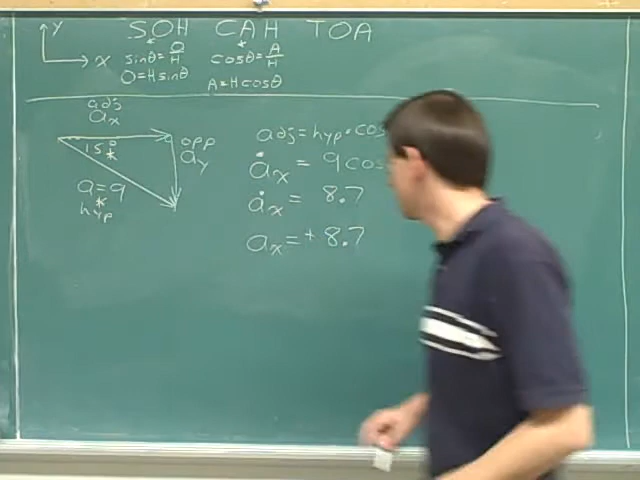 Y
X
SOH CAH TOA
sinθ = O/H
cosθ = A/H
O = H sinθ
A = H cosθ
adj
ax
15°
opp
ay
a = 9
hyp
adj = hyp • cos
ax = 9 cos
ax = 8.7
ax = + 8.7